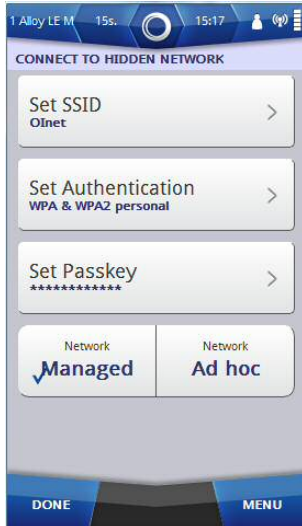 1 Alloy LE M 15s. 15:17
CONNECT TO HIDDEN NETWORK
Set SSID
OInet
Set Authentication
WPA & WPA2 personal
Set Passkey
************
Network Network
Managed Ad hoc
DONE MENU